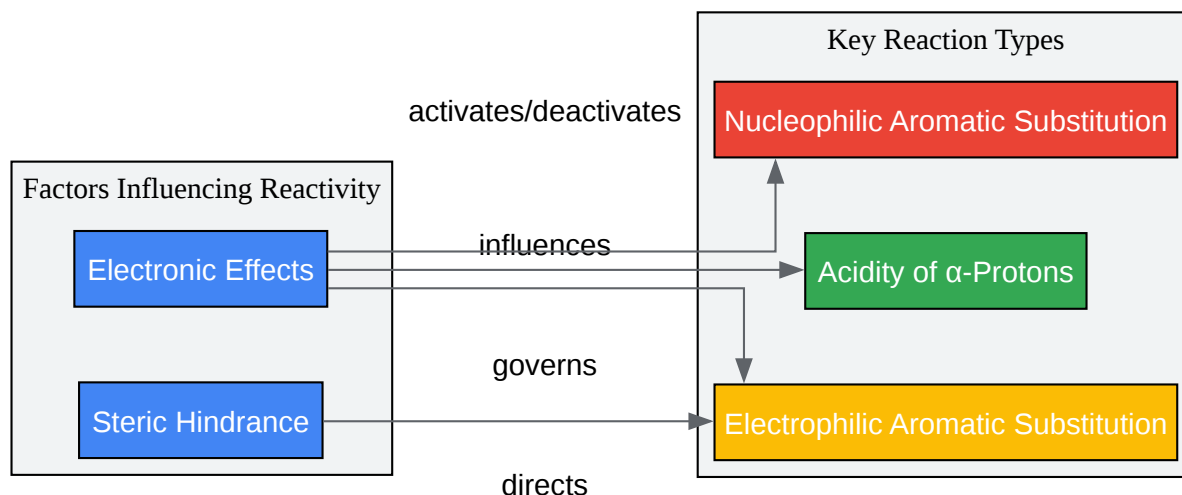 Key Reaction Types
activates/deactivates
Nucleophilic Aromatic Substitution
Factors Influencing Reactivity
Electronic Effects
influences
Acidity of α-Protons
governs
Steric Hindrance
Electrophilic Aromatic Substitution
directs